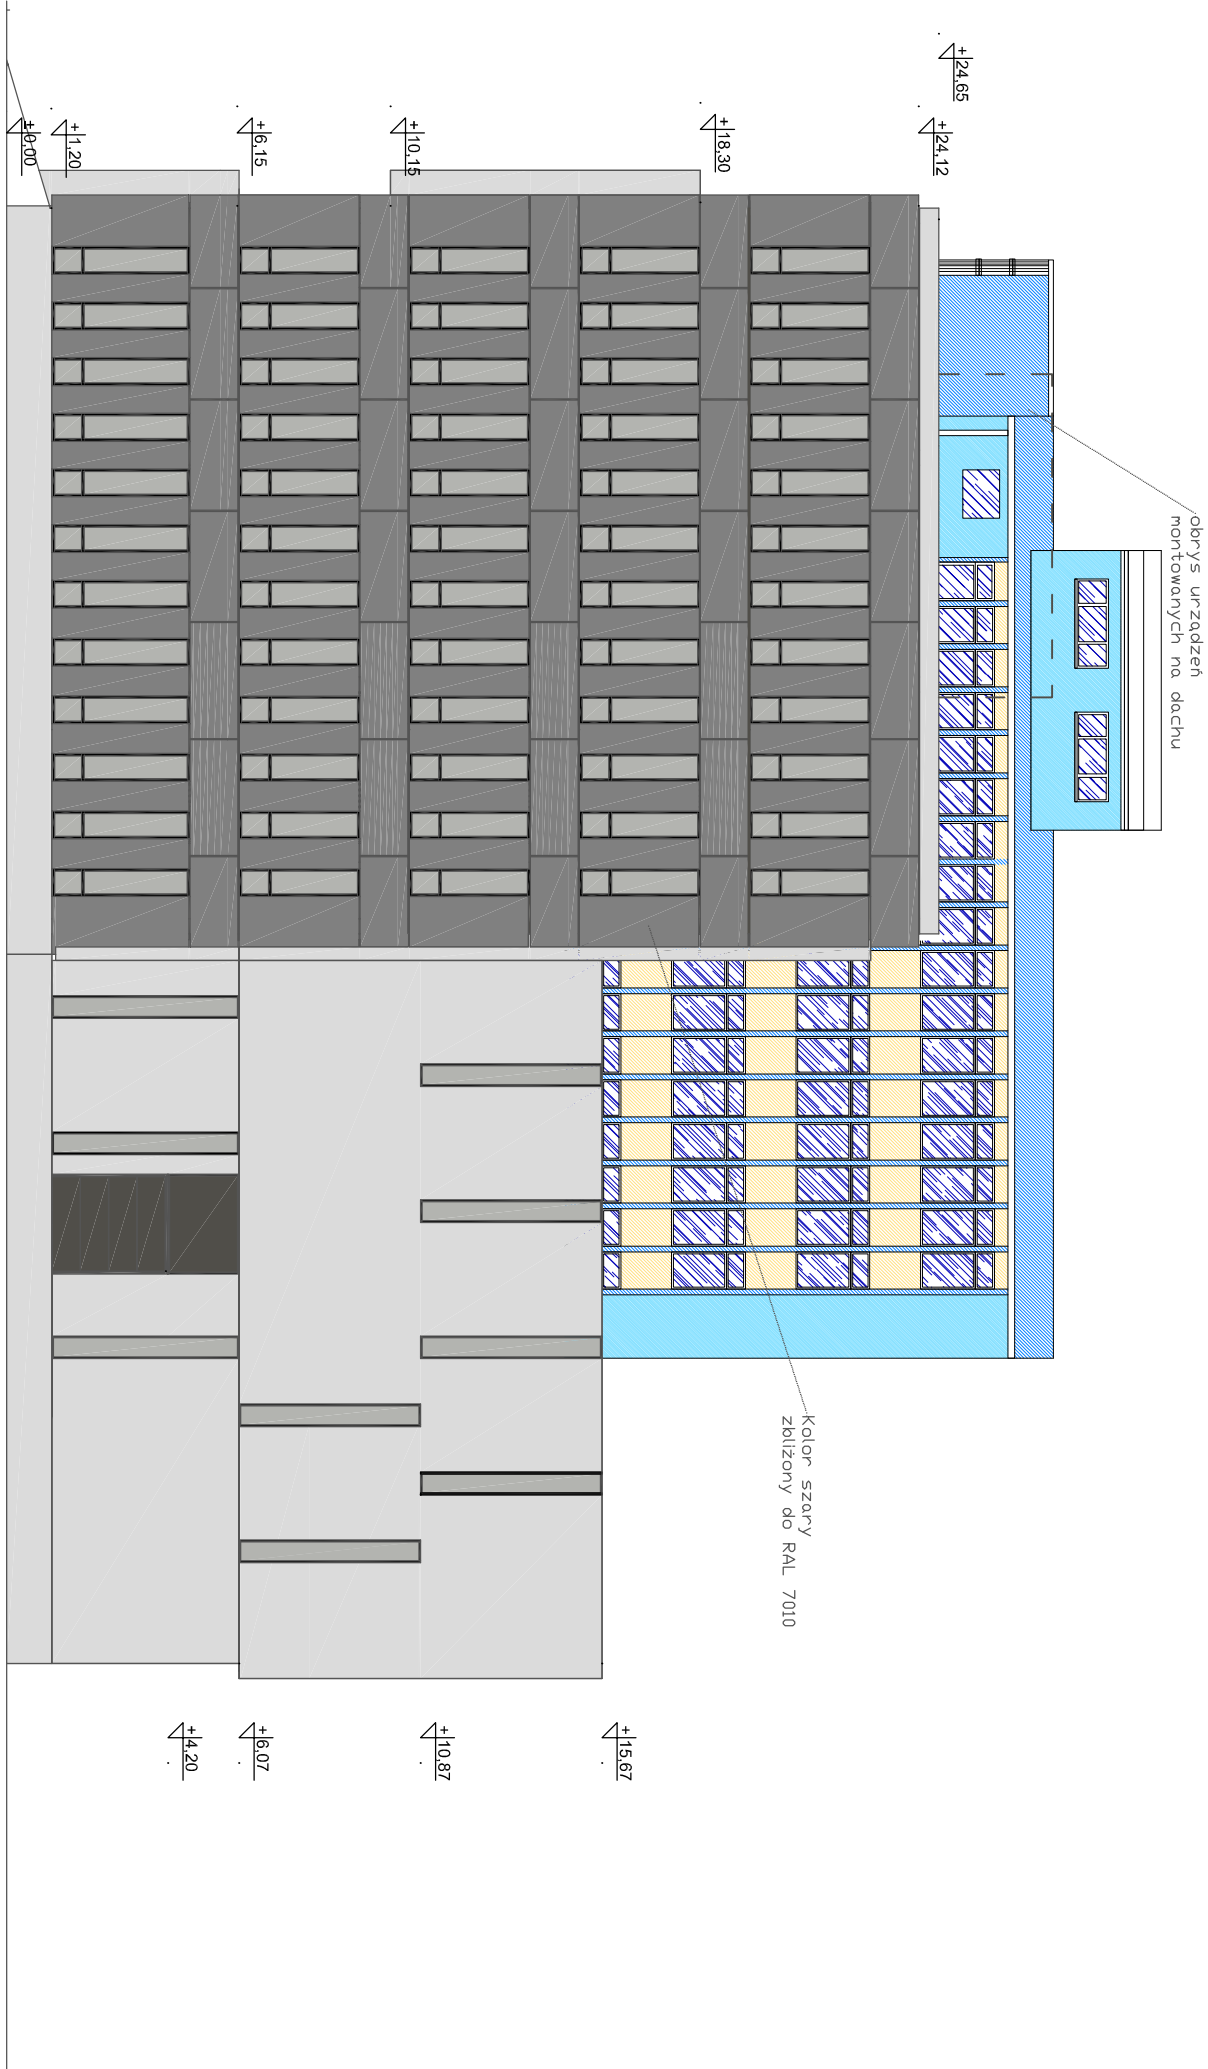 +24,65
+24,12
+18,30
+10,15
+6,15
+1,20
+0,00
obrys urządzeń
montowanych na dachu
Kolor szary
zbliżony do RAL 7010
+15,67
+10,87
+6,07
+4,20